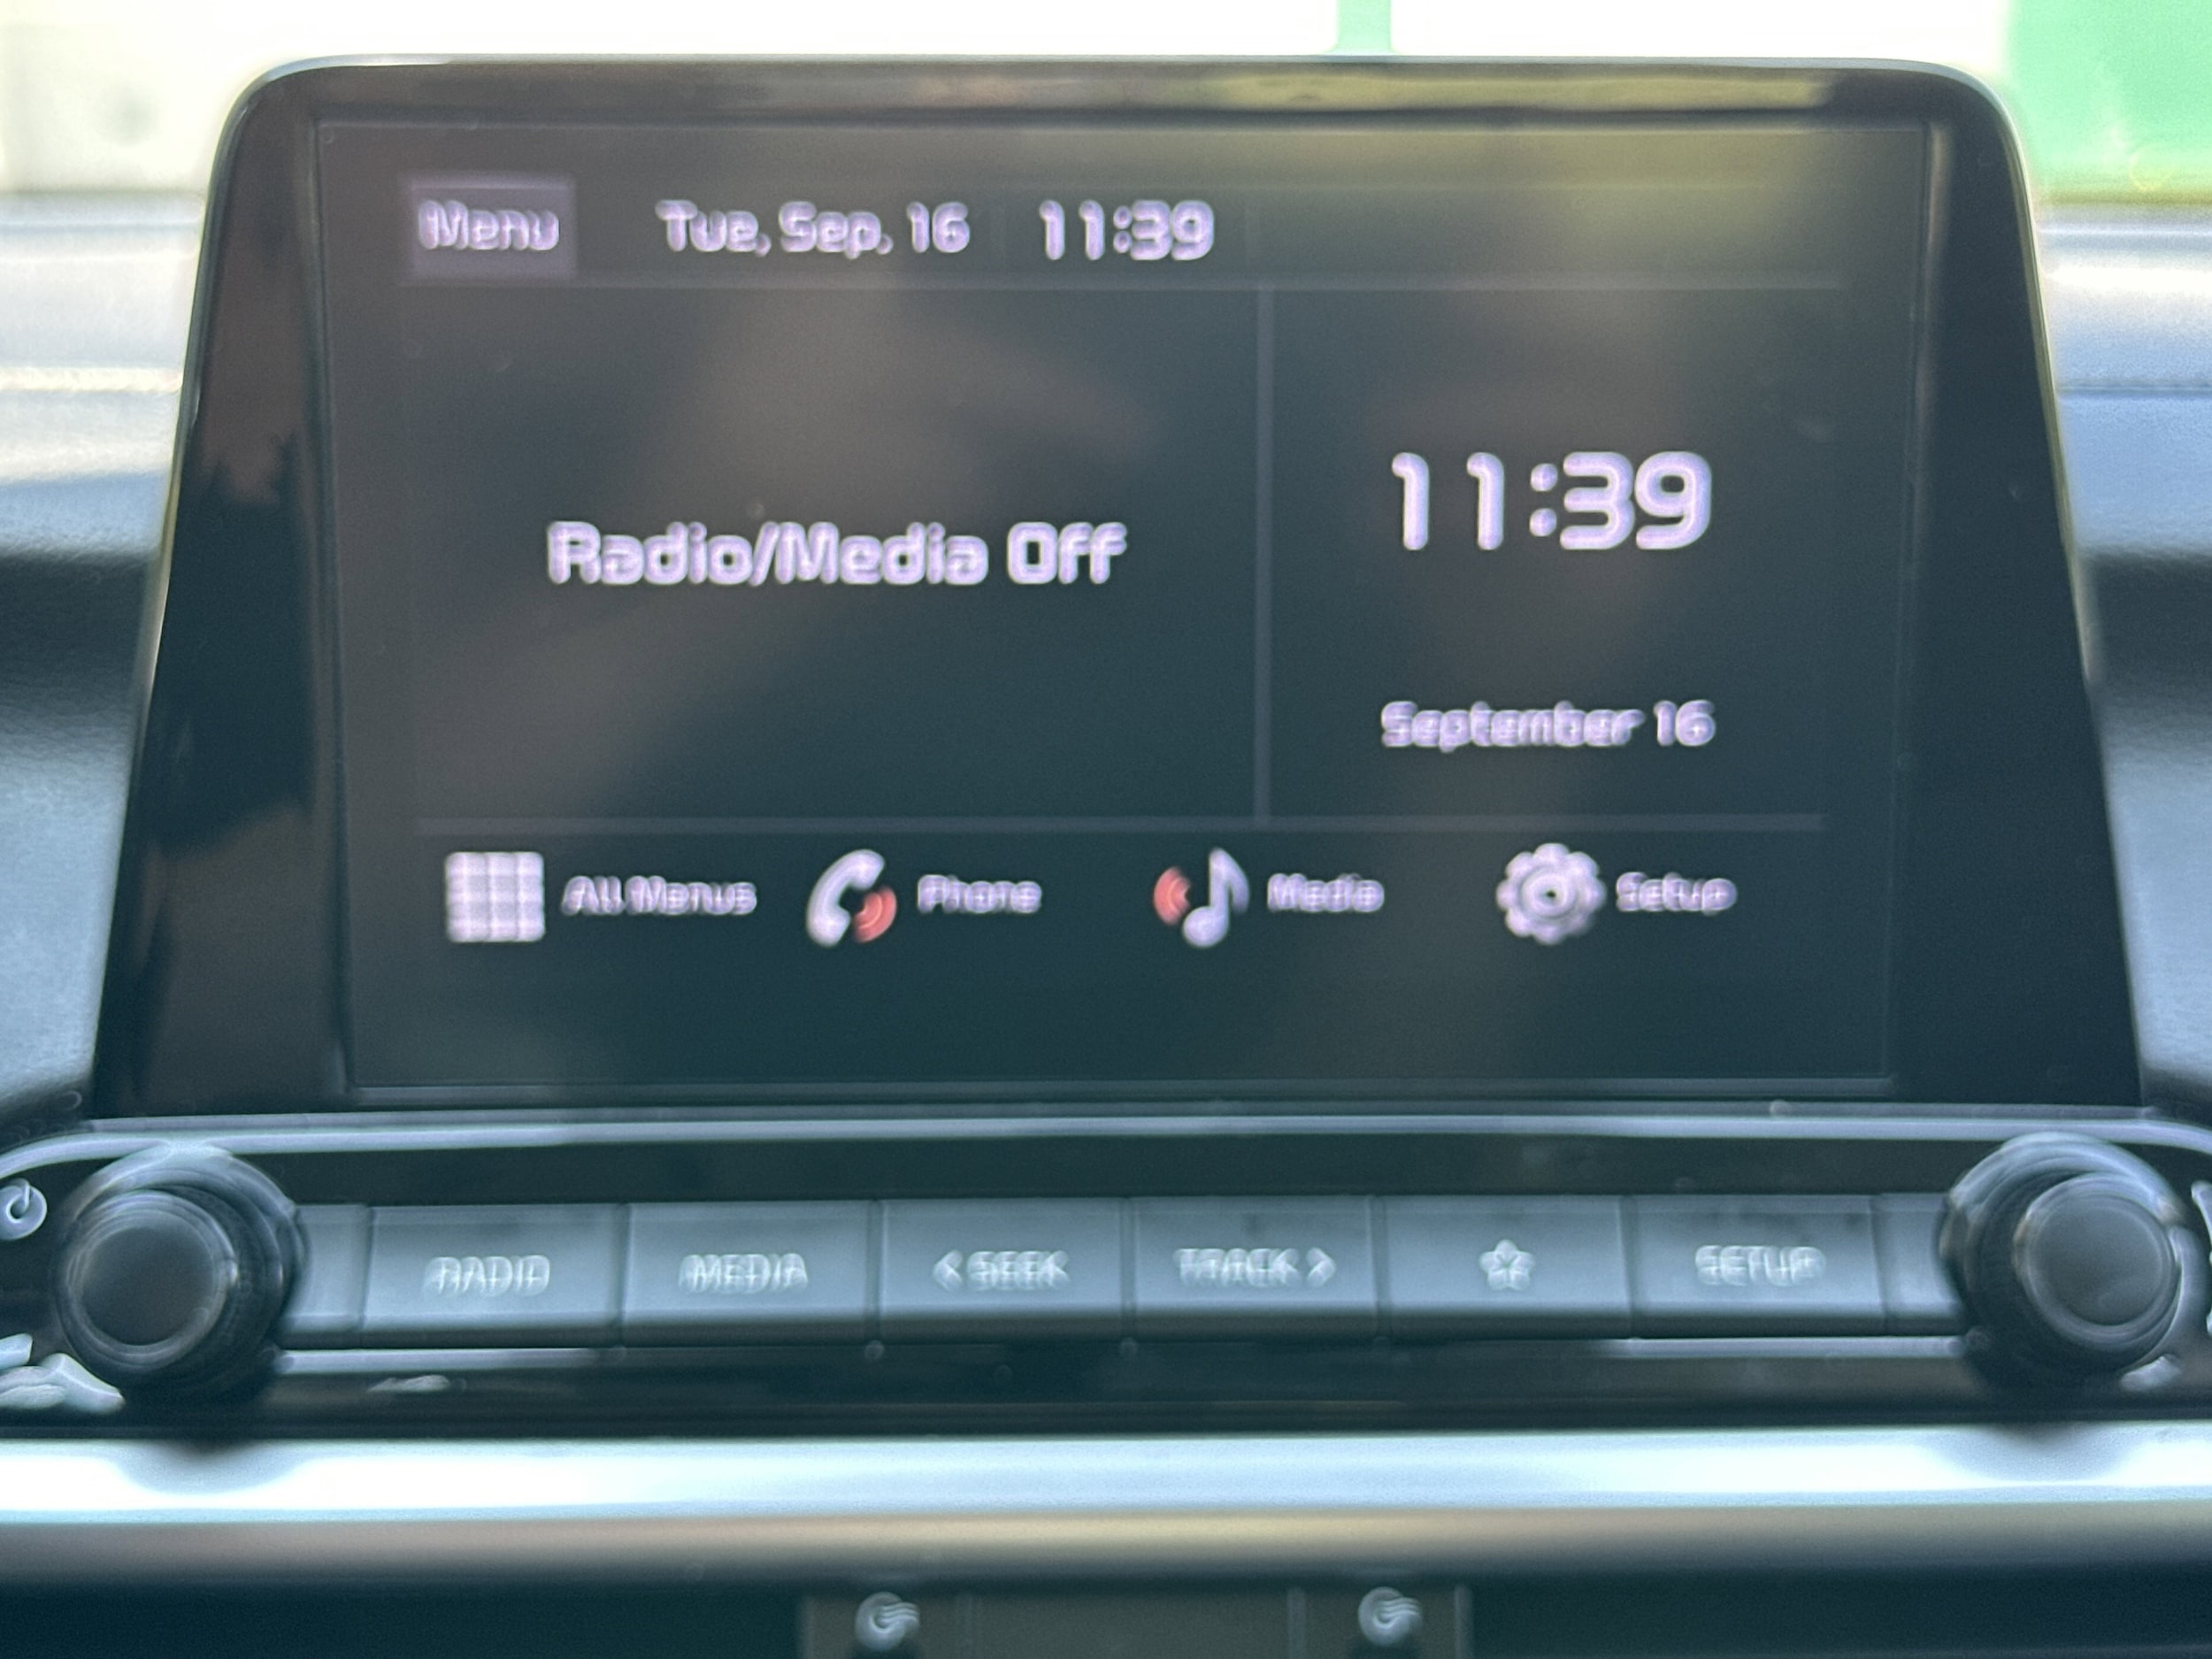 Menu Tue, Sep. 16 11:39
Radio/Media Off
11:39
September 16
All Menus Phone Media Setup
RADIO MEDIA < SEEK TRACK > SETUP